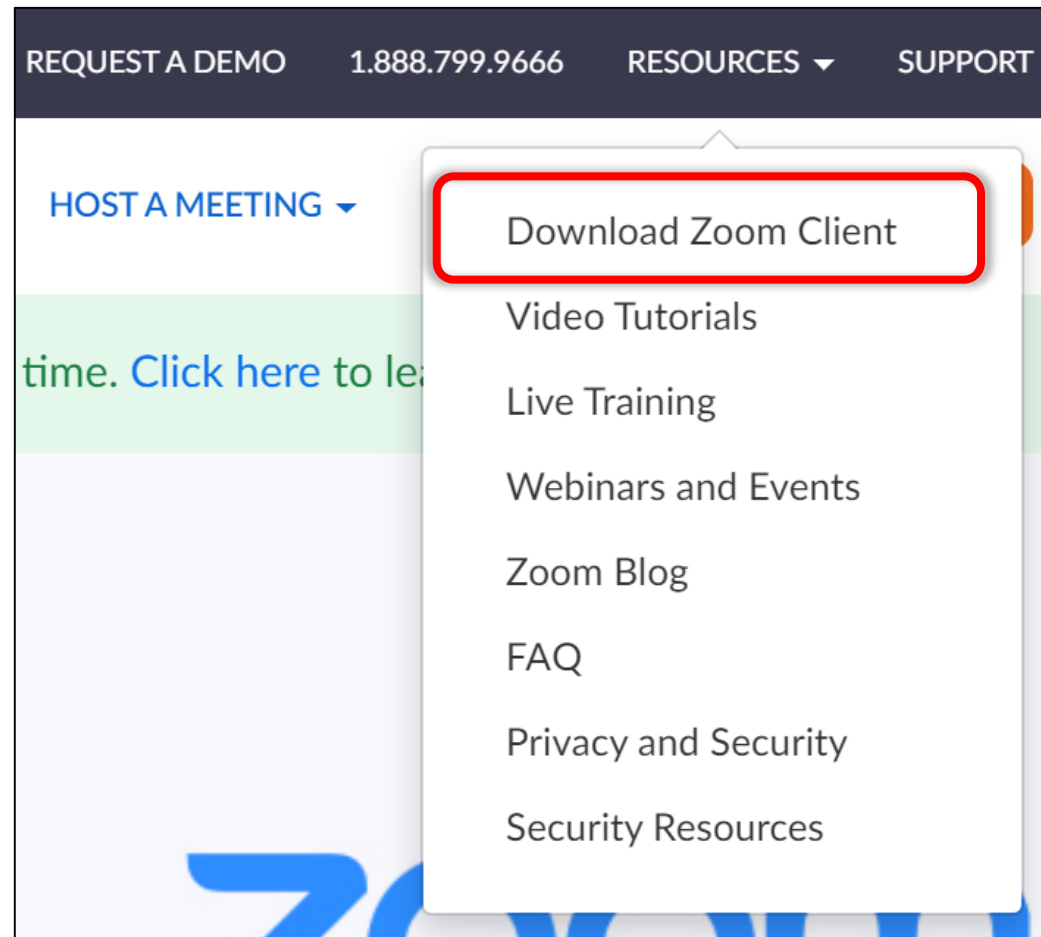 REQUEST A DEMO 1.888.799.9666 RESOURCES SUPPORT
HOST A MEETING
Download Zoom Client
Video Tutorials
time. Click here to
Live Training
Webinars and Events
Zoom Blog
FAQ
Privacy and Security
Security Resources
zoom